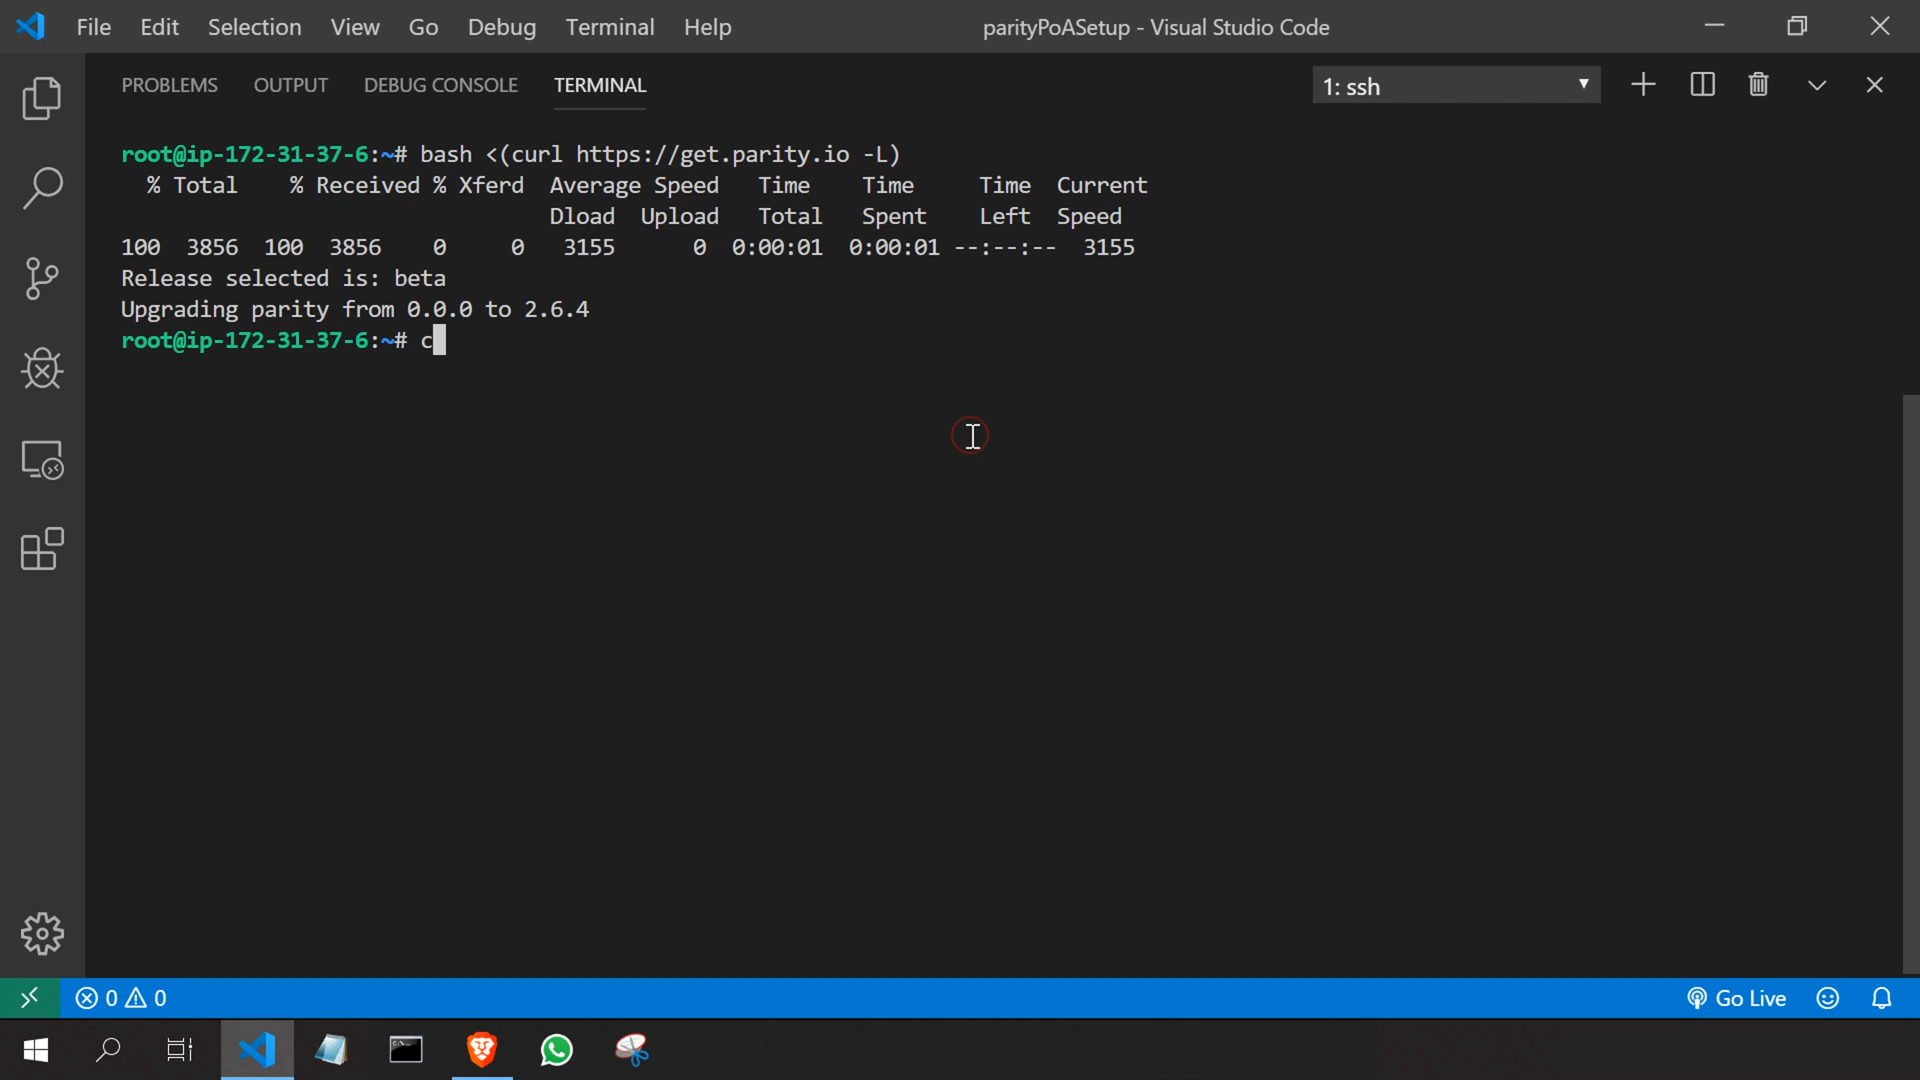 File Edit Selection View Go Debug Terminal Help parityPoASetup - Visual Studio Code
PROBLEMS OUTPUT DEBUG CONSOLE TERMINAL 1: ssh
root@ip-172-31-37-6:~# bash <(curl https://get.parity.io -L)
% Total % Received % Xferd Average Speed Time Time Time Current
Dload Upload Total Spent Left Speed
100 3856 100 3856 0 0 3155 0 0:00:01 0:00:01 --:--:-- 3155
Release selected is: beta
Upgrading parity from 0.0.0 to 2.6.4
root@ip-172-31-37-6:~# c
0 0 Go Live